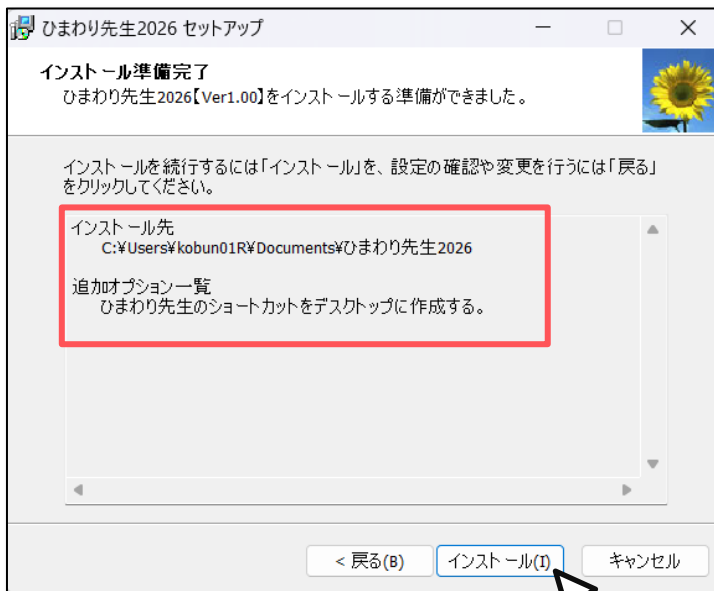 ひまわり先生2026 セットアップ
インストール準備完了
ひまわり先生2026【Ver1.00】をインストールする準備ができました。
インストールを続行するには「インストール」を、設定の確認や変更を行うには「戻る」
をクリックしてください。
インストール先
C:¥Users¥kobun01R¥Documents¥ひまわり先生2026
追加オプション一覧
ひまわり先生のショートカットをデスクトップに作成する。
< 戻る(B)
インストール(I)
キャンセル